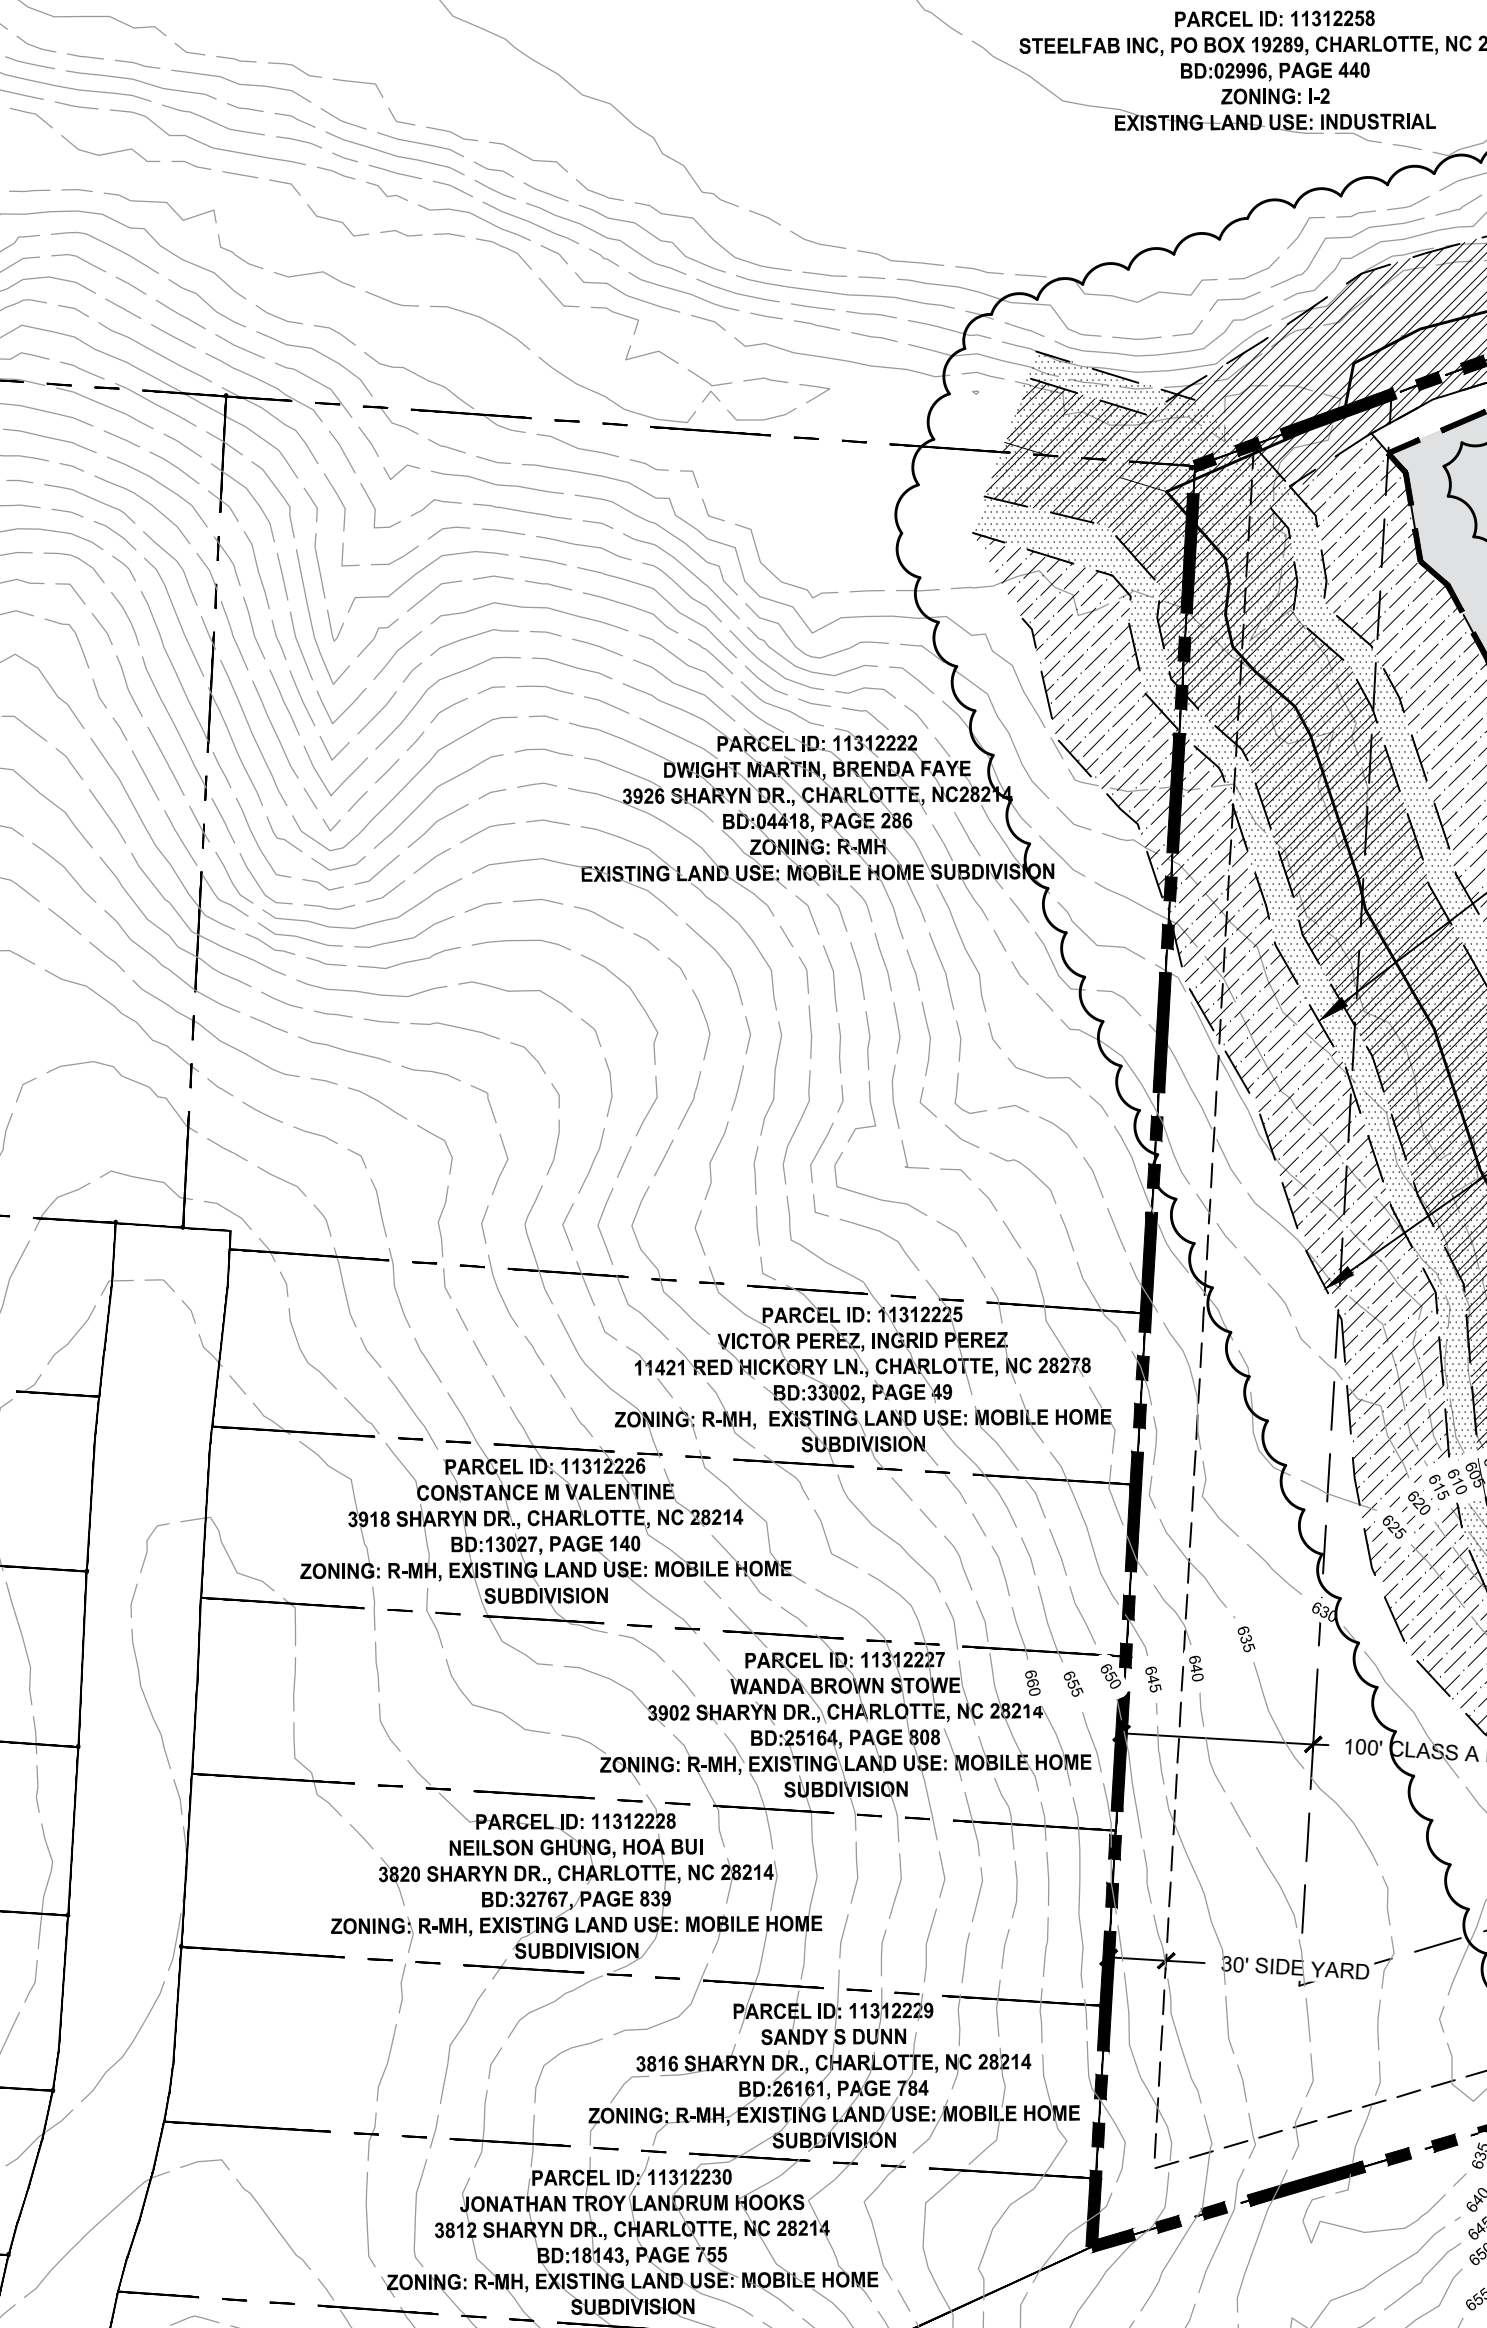 PARCEL ID: 11312258
STEELFAB INC, PO BOX 19289, CHARLOTTE, NC 2
BD:02996, PAGE 440
ZONING: I-2
EXISTING LAND USE: INDUSTRIAL
PARCEL ID: 11312222
DWIGHT MARTIN, BRENDA FAYE
3926 SHARYN DR., CHARLOTTE, NC28214
BD:04418, PAGE 286
ZONING: R-MH
EXISTING LAND USE: MOBILE HOME SUBDIVISION
PARCEL ID: 11312225
VICTOR PEREZ, INGRID PEREZ
11421 RED HICKORY LN., CHARLOTTE, NC 28278
BD:33002, PAGE 49
ZONING: R-MH, EXISTING LAND USE: MOBILE HOME
SUBDIVISION
PARCEL ID: 11312226
CONSTANCE M VALENTINE
3918 SHARYN DR., CHARLOTTE, NC 28214
BD:13027, PAGE 140
ZONING: R-MH, EXISTING LAND USE: MOBILE HOME
SUBDIVISION
605
610
615
620
625
630
635
640
645
650
655
660
PARCEL ID: 11312227
WANDA BROWN STOWE
3902 SHARYN DR., CHARLOTTE, NC 28214
BD:25164, PAGE 808
ZONING: R-MH, EXISTING LAND USE: MOBILE HOME
SUBDIVISION
100' CLASS A
PARCEL ID: 11312228
NEILSON GHUNG, HOA BUI
3820 SHARYN DR., CHARLOTTE, NC 28214
BD:32767, PAGE 839
ZONING: R-MH, EXISTING LAND USE: MOBILE HOME
SUBDIVISION
30' SIDE YARD
PARCEL ID: 11312229
SANDY S DUNN
3816 SHARYN DR., CHARLOTTE, NC 28214
BD:26161, PAGE 784
ZONING: R-MH, EXISTING LAND USE: MOBILE HOME
SUBDIVISION
PARCEL ID: 11312230
JONATHAN TROY LANDRUM HOOKS
3812 SHARYN DR., CHARLOTTE, NC 28214
BD:18143, PAGE 755
ZONING: R-MH, EXISTING LAND USE: MOBILE HOME
SUBDIVISION
635
640
645
650
655